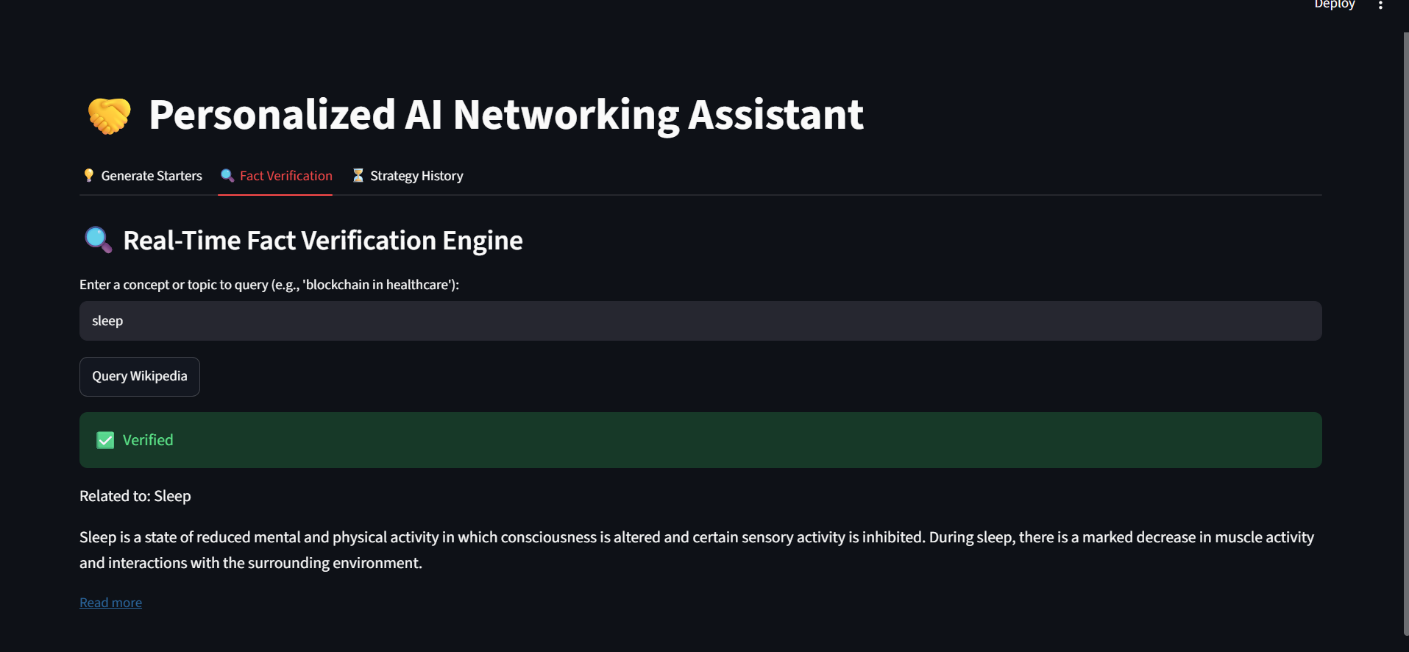 Deploy
Personalized AI Networking Assistant
Generate Starters
Fact Verification
Strategy History
Real-Time Fact Verification Engine
Enter a concept or topic to query (e.g., 'blockchain in healthcare'):
sleep
Query Wikipedia
Verified
Related to: Sleep
Sleep is a state of reduced mental and physical activity in which consciousness is altered and certain sensory activity is inhibited. During sleep, there is a marked decrease in muscle activity
and interactions with the surrounding environment.
Read more